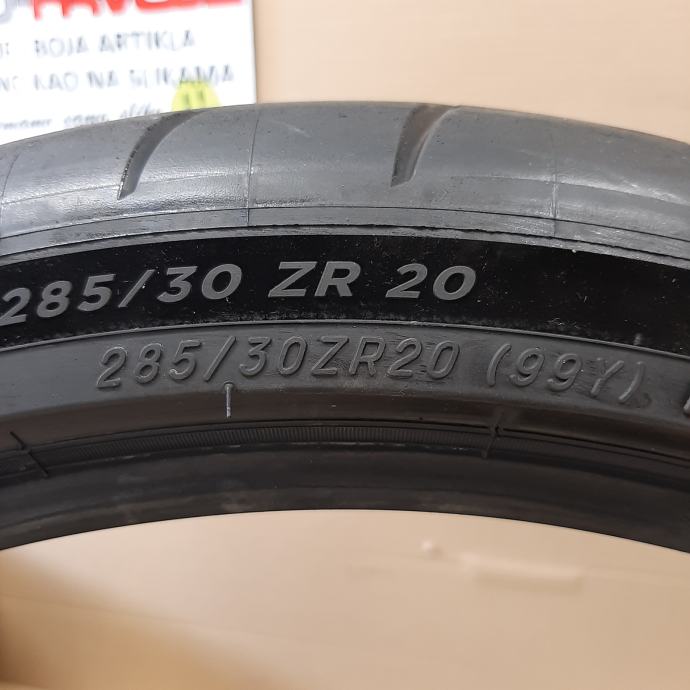 BOJA ARTIKLA
KAO NA SLIKAMA
285/30 ZR 20
285/30ZR20 (99Y)